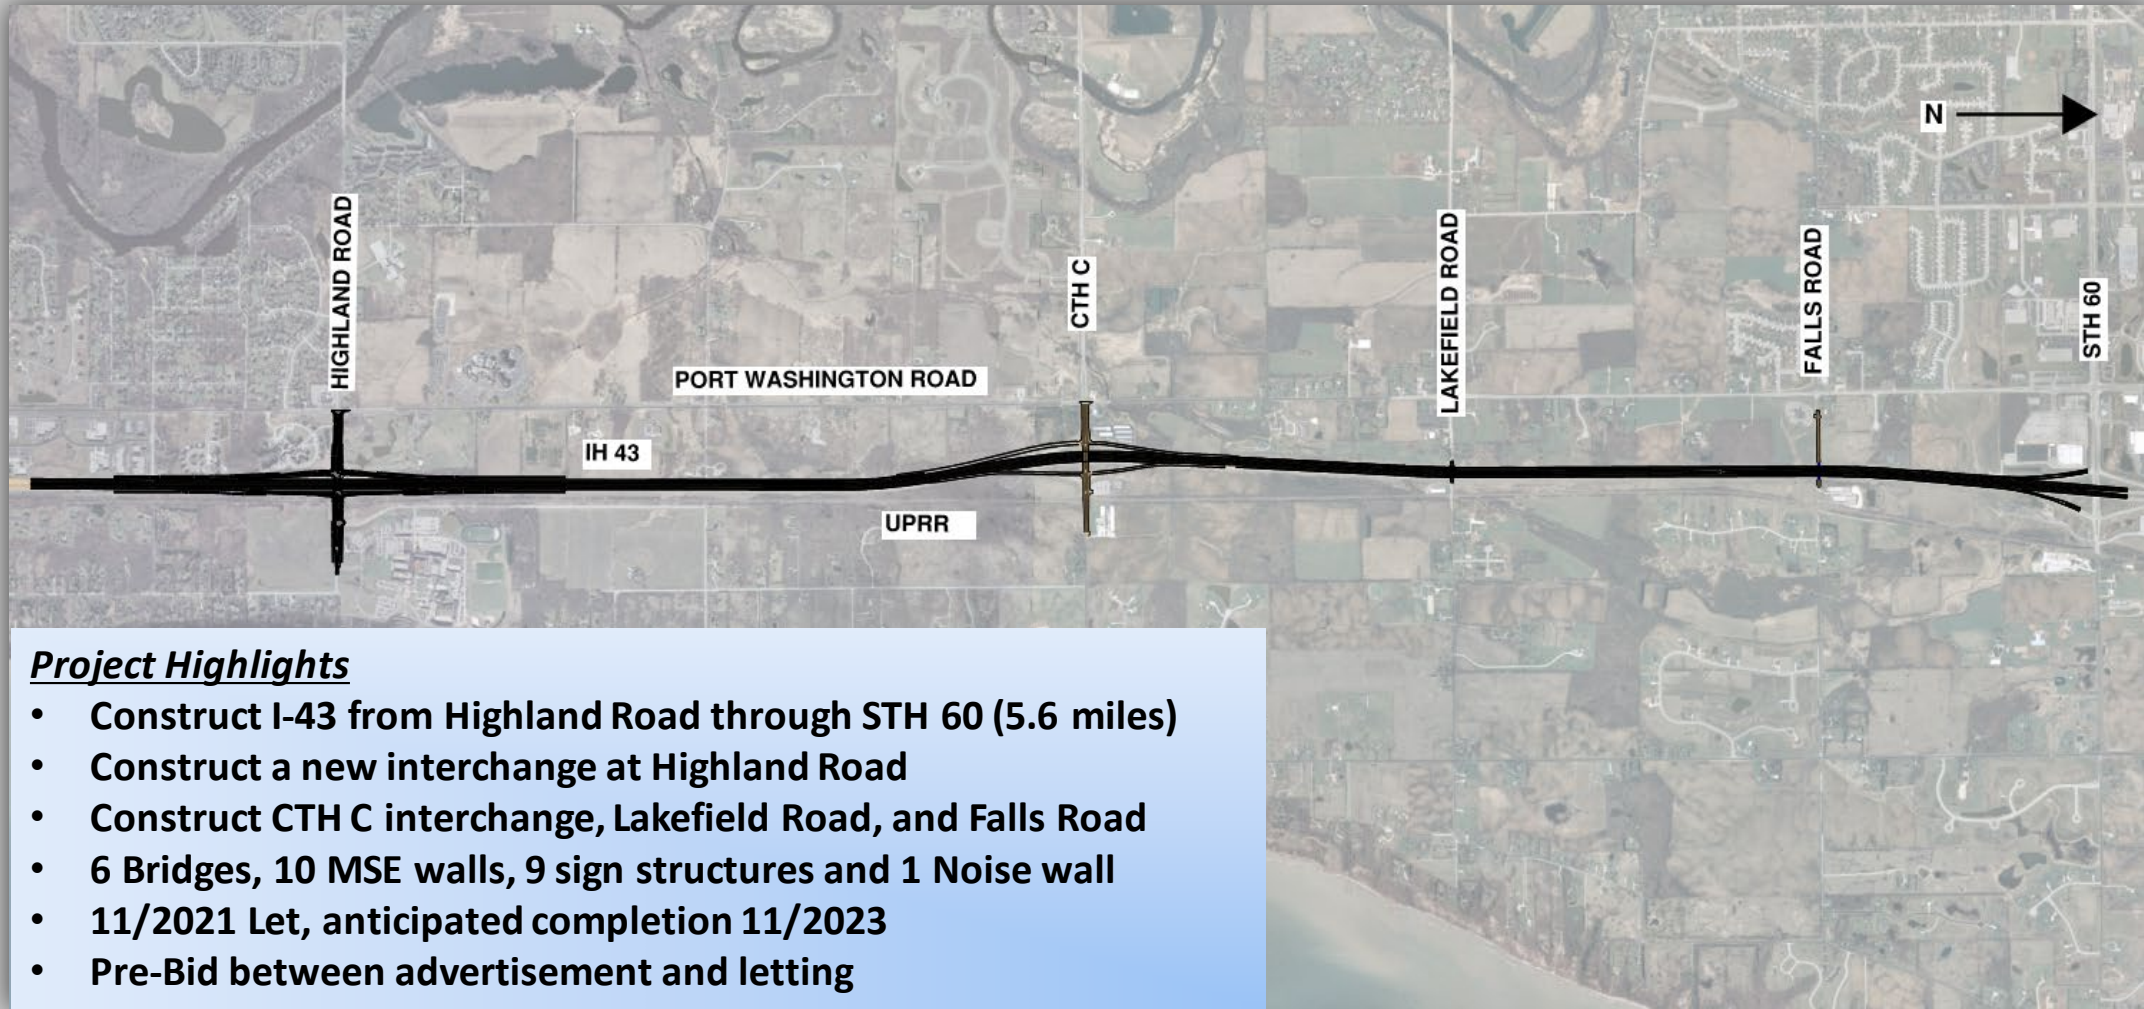 N
HIGHLAND ROAD
CTH C
LAKEFIELD ROAD
FALLS ROAD
STH 60
PORT WASHINGTON ROAD
IH 43
UPRR
Project Highlights
• Construct I-43 from Highland Road through STH 60 (5.6 miles)
• Construct a new interchange at Highland Road
• Construct CTH C interchange, Lakefield Road, and Falls Road
• 6 Bridges, 10 MSE walls, 9 sign structures and 1 Noise wall
• 11/2021 Let, anticipated completion 11/2023
• Pre-Bid between advertisement and letting